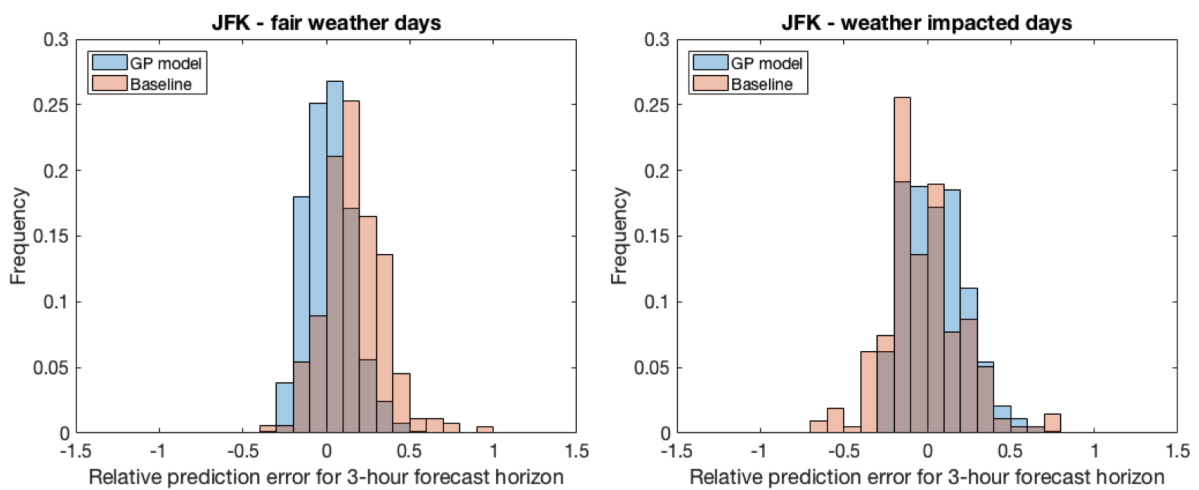 JFK - fair weather days
0.3
0.25
0.2
0.15
0.1
0.05
0
Frequency
GP model
Baseline
-1.5
-1
-0.5
0
0.5
1
1.5
Relative prediction error for 3-hour forecast horizon
JFK - weather impacted days
0.3
0.25
0.2
0.15
0.1
0.05
0
Frequency
GP model
Baseline
-1.5
-1
-0.5
0
0.5
1
1.5
Relative prediction error for 3-hour forecast horizon